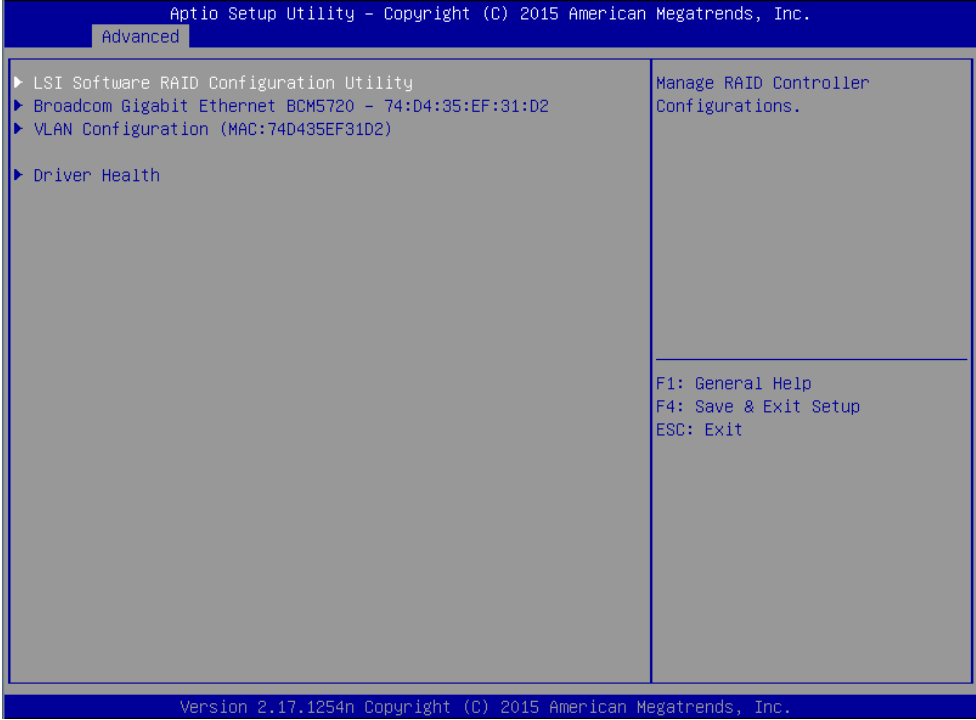 Aptio Setup Utility – Copyright (C) 2015 American Megatrends, Inc.
Advanced
LSI Software RAID Configuration Utility
Broadcom Gigabit Ethernet BCM5720 – 74:D4:35:EF:31:D2
VLAN Configuration (MAC:74D435EF31D2)
Driver Health
Manage RAID Controller
Configurations.
F1: General Help
F4: Save & Exit Setup
ESC: Exit
Version 2.17.1254n Copyright (C) 2015 American Megatrends, Inc.